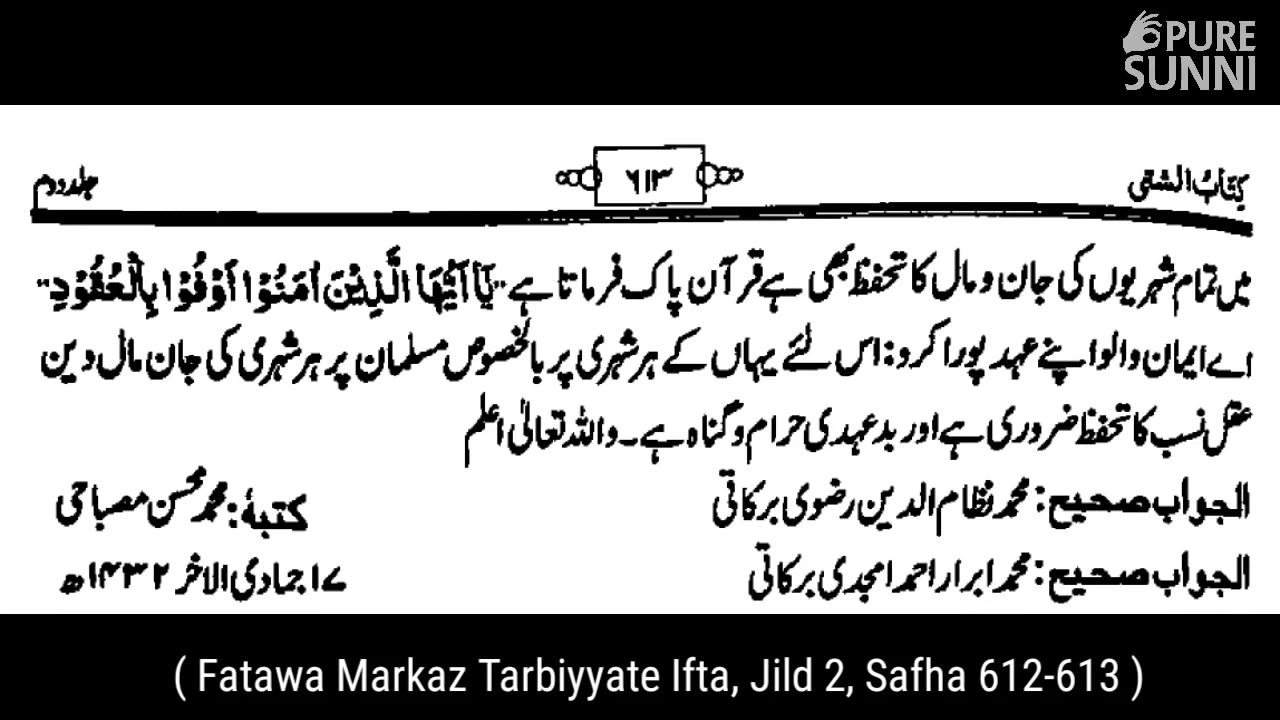 PURE
SUNNI
کتاب الشتی
۶۱۳
جلد دوم
میں تمام شہریوں کی جان و مال کا تحفظ بھی ہے قرآن پاک فرماتا ہے "یٰۤاَیُّهَا الَّذِیْنَ اٰمَنُوْا اَوْفُوْا بِالْعُقُوْدِ"
اے ایمان والو اپنے عہد پورا کرو: اس لئے یہاں کے ہر شہری پر بالخصوص مسلمان پر ہر شہری کی جان مال دین
عقل نسب کا تحفظ ضروری ہے اور بدعہدی حرام و گناہ ہے۔ واللہ تعالیٰ اعلم
الجواب صحیح: محمد نظام الدین رضوی برکاتی
کتبہٗ: محمد محسن مصباحی
الجواب صحیح: محمد ابرار احمد امجدی برکاتی
۱۷ جمادی الاخر ۱۴۳۲ھ
( Fatawa Markaz Tarbiyyate Ifta, Jild 2, Safha 612-613 )